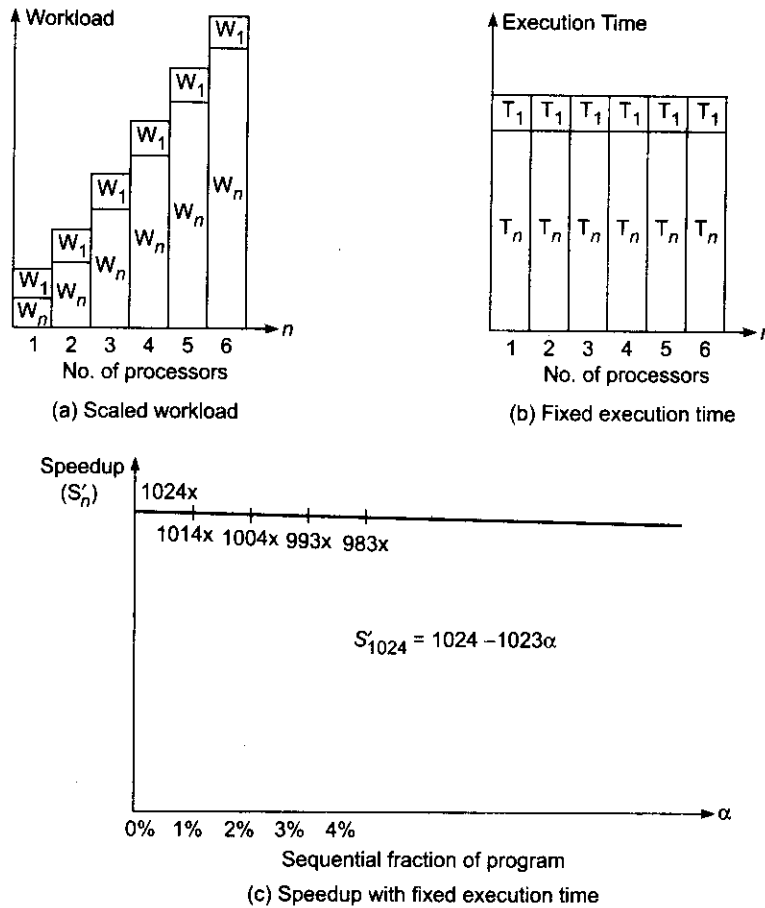 Workload
W1
W1
W1
W1
W1
W1
Wn
Wn
Wn
Wn
Wn
Wn
n
1 2 3 4 5 6
No. of processors
(a) Scaled workload
Execution Time
T1 T1 T1 T1 T1 T1
Tn Tn Tn Tn Tn Tn
1 2 3 4 5 6
No. of processors
(b) Fixed execution time
Speedup
(S′n)
1024x
1014x 1004x 993x 983x
S′1024 = 1024 –1023α
α
0% 1% 2% 3% 4%
Sequential fraction of program
(c) Speedup with fixed execution time